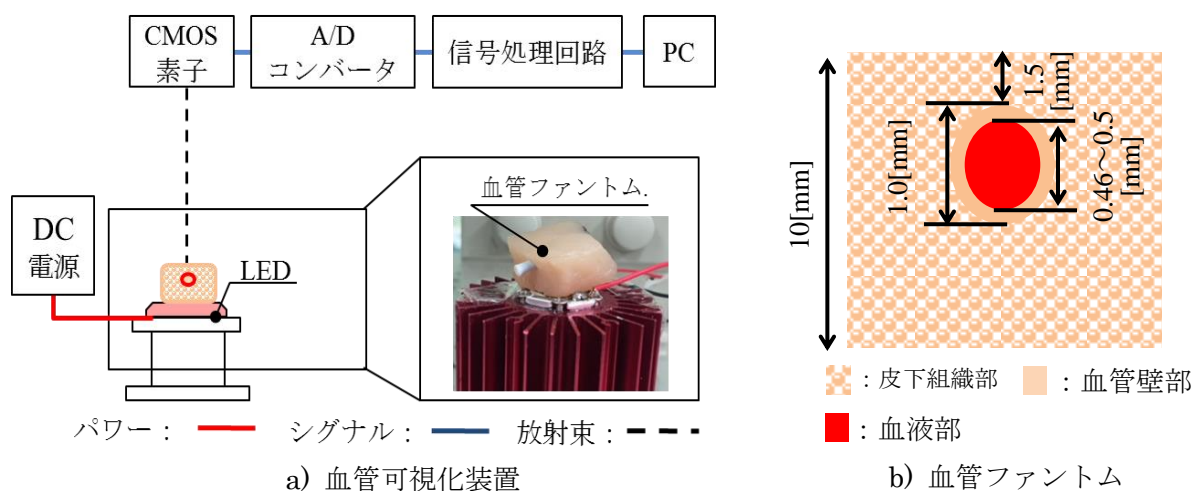 CMOS
素子
A/D
コンバータ
信号処理回路
PC
DC
電源
LED
血管ファントム.
パワー： シグナル： 放射束：
a) 血管可視化装置
10[mm]
1.0[mm]
1.5
[mm]
0.46～0.5
[mm]
：皮下組織部 ：血管壁部
：血液部
b) 血管ファントム